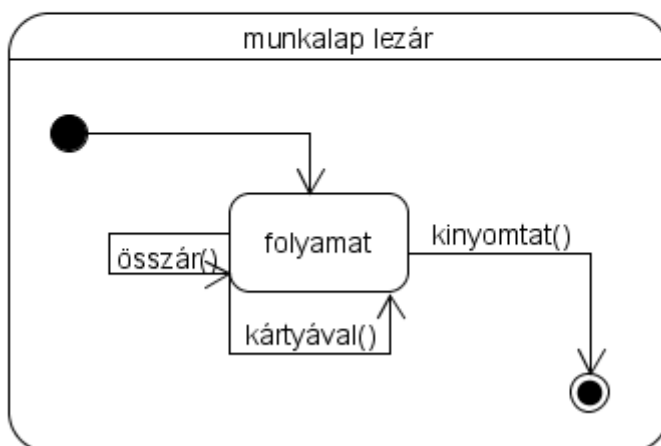 munkalap lezár
folyamat
kinyomtat()
összár()
kártyával()